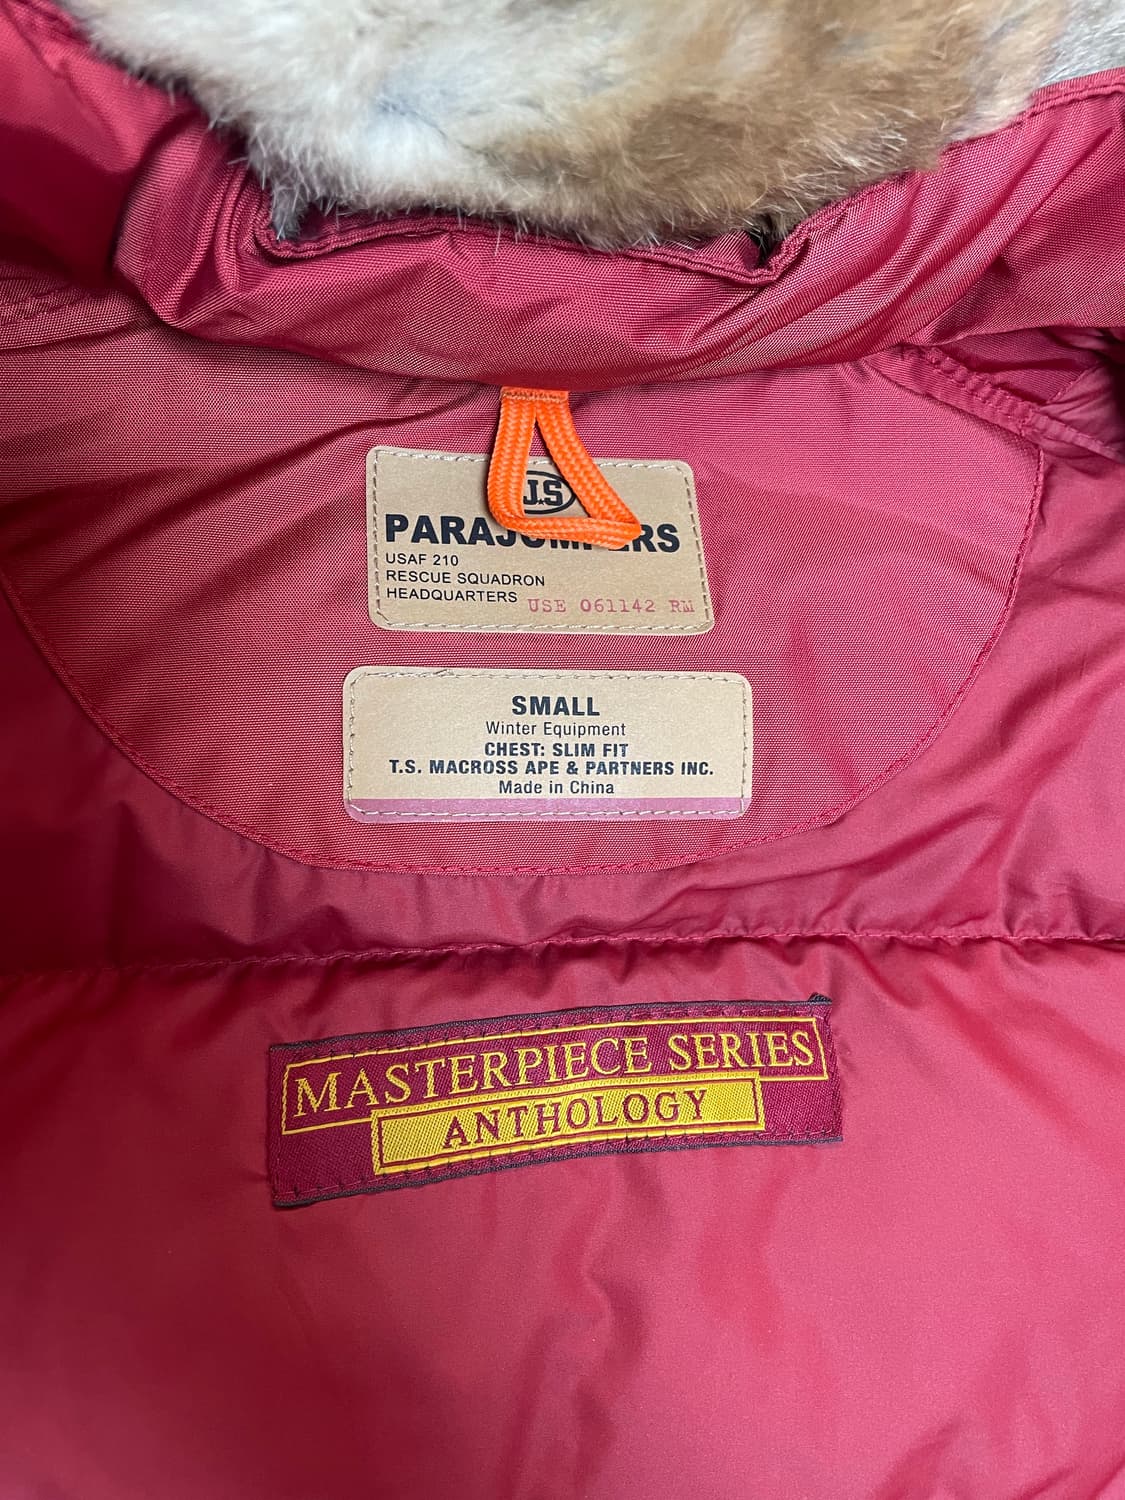 J.S
USAF 210
RESCUE SQUADRON
HEADQUARTERS USE 061142 RM
SMALL
Winter Equipment
CHEST: SLIM FIT
T.S. MACROSS APE & PARTNERS INC.
Made in China
MASTERPIECE SERIES
ANTHOLOGY